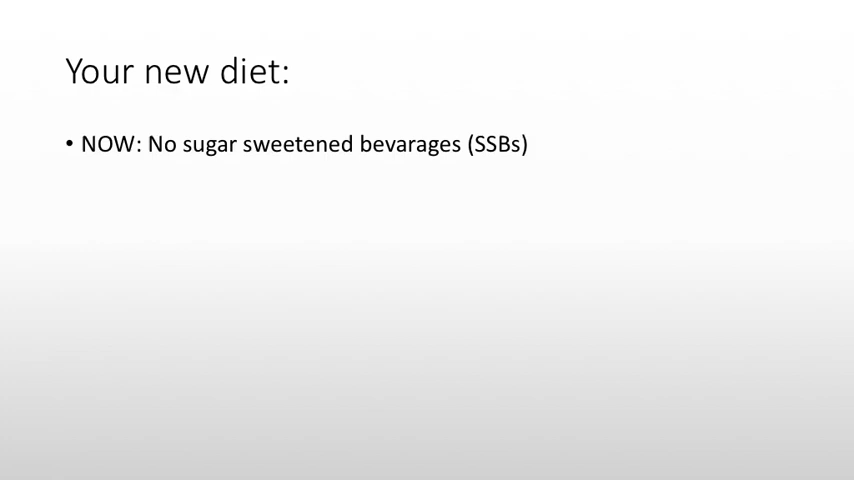 Your new diet:
• NOW: No sugar sweetened bevarages (SSBs)